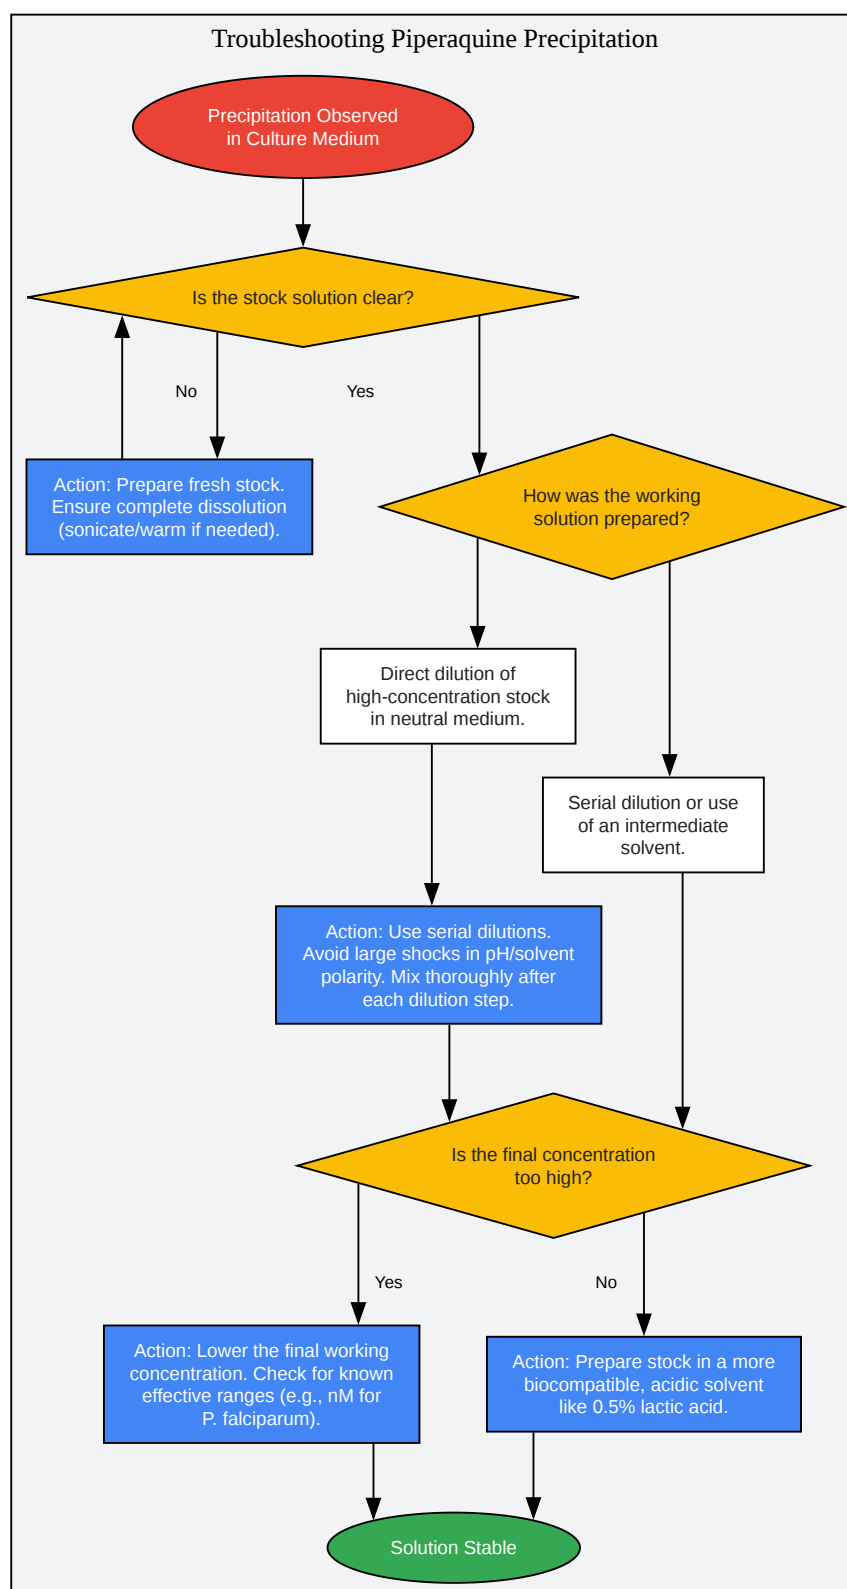 Troubleshooting Piperaquine Precipitation
Precipitation Observed
in Culture Medium
Is the stock solution clear?
No
Yes
Action: Prepare fresh stock.
Ensure complete dissolution
(sonicate/warm if needed).
How was the working
solution prepared?
Direct dilution of
high-concentration stock
in neutral medium.
Serial dilution or use
of an intermediate
solvent.
Action: Use serial dilutions.
Avoid large shocks in pH/solvent
polarity. Mix thoroughly after
each dilution step.
Is the final concentration
too high?
Yes
No
Action: Lower the final working
concentration. Check for known
effective ranges (e.g., nM for
P. falciparum).
Action: Prepare stock in a more
biocompatible, acidic solvent
like 0.5% lactic acid.
Solution Stable